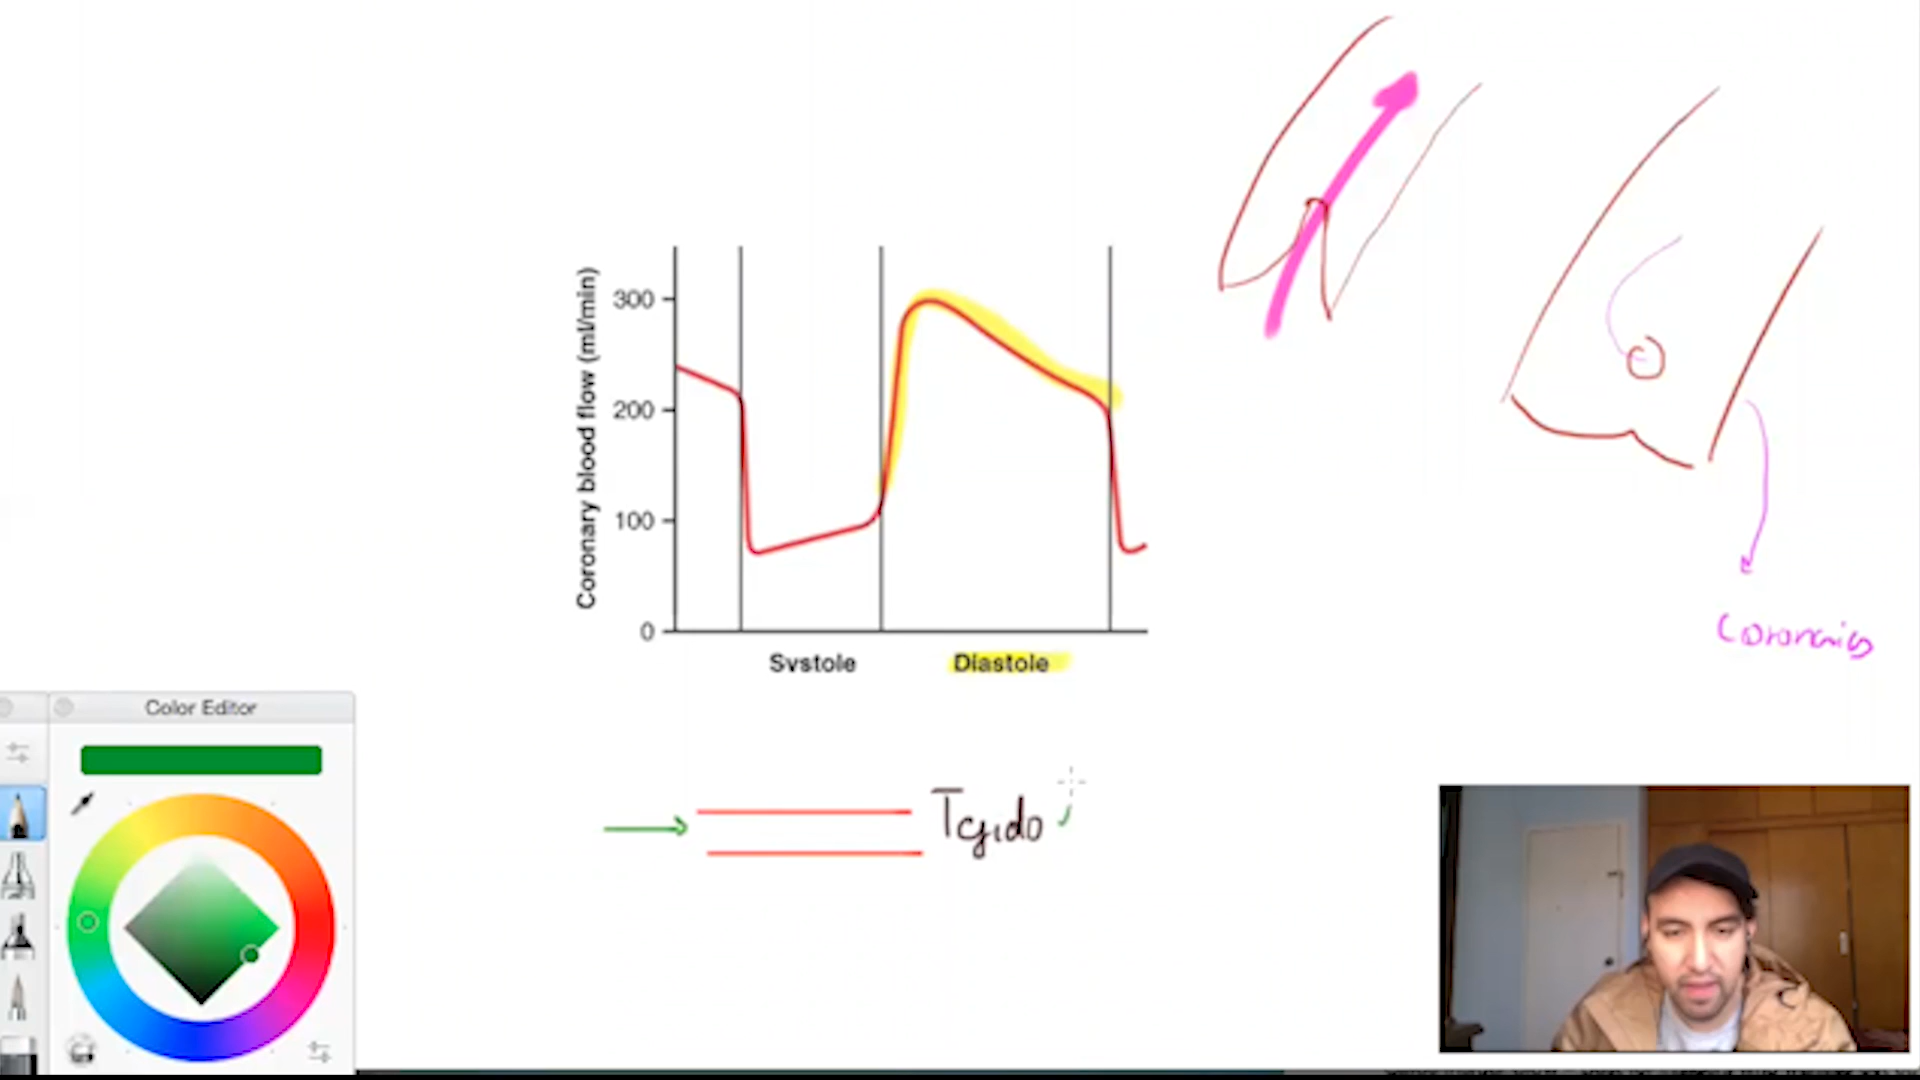 Coronary blood flow (ml/min)
300
200
100
0
Systole
Diastole
Coronarias
Color Editor
Tejido